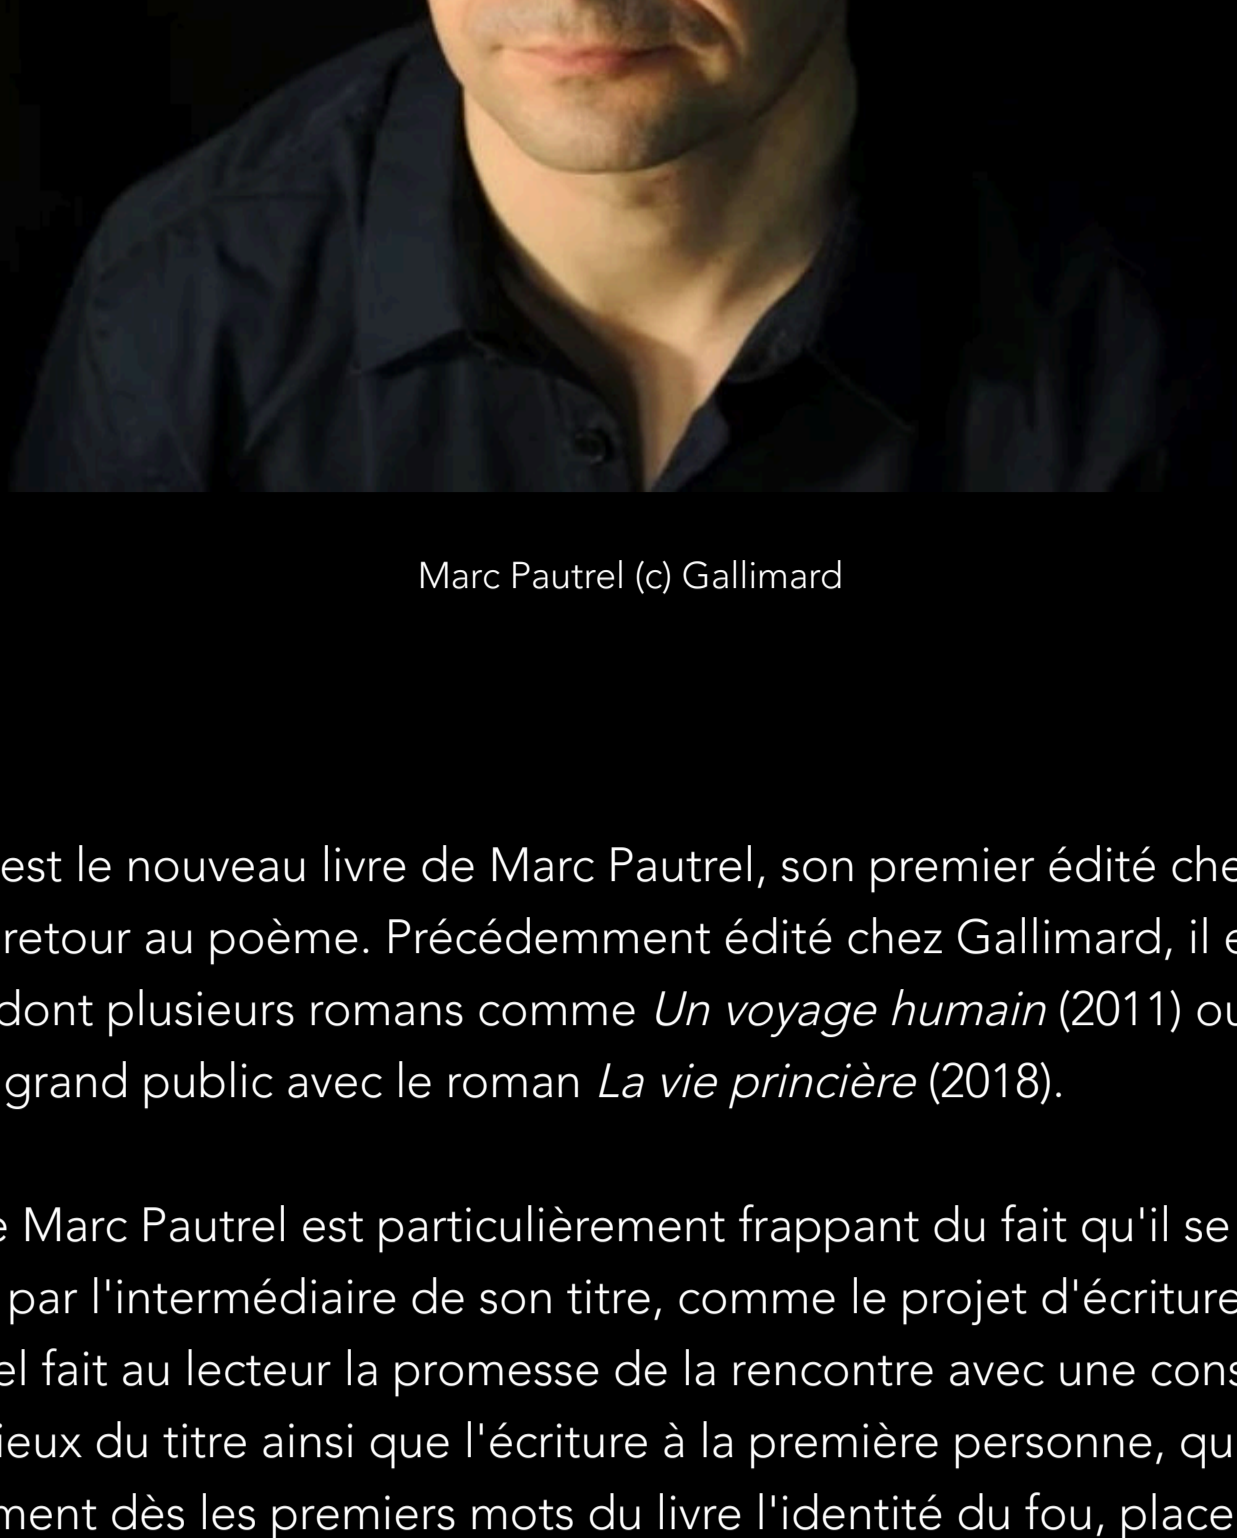 Marc Pautrel (c) Gallimard
est le nouveau livre de Marc Pautrel, son premier édité che
retour au poème. Précédemment édité chez Gallimard, il e
dont plusieurs romans comme Un voyage humain (2011) ou
grand public avec le roman La vie princière (2018).
e Marc Pautrel est particulièrement frappant du fait qu'il se
par l'intermédiaire de son titre, comme le projet d'écriture
el fait au lecteur la promesse de la rencontre avec une cons
ieux du titre ainsi que l'écriture à la première personne, qu
ment dès les premiers mots du livre l'identité du fou, place